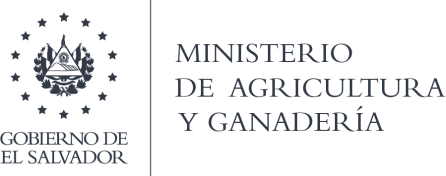 GOBIERNO DE
EL SALVADOR
MINISTERIO
DE AGRICULTURA
Y GANADERÍA